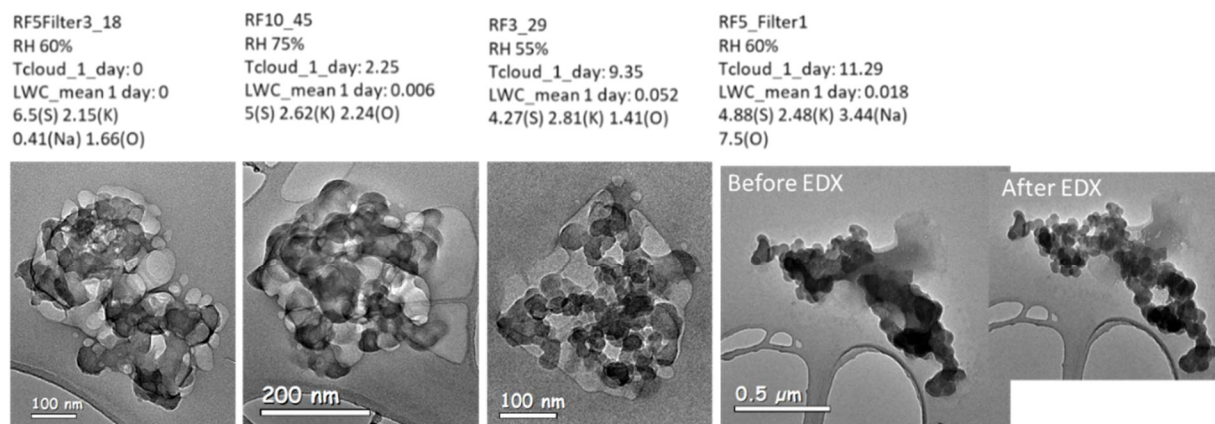 RF5Filter3_18
RH 60%
Tcloud_1_day: 0
LWC_mean 1 day: 0
6.5(S) 2.15(K)
0.41(Na) 1.66(O)
RF10_45
RH 75%
Tcloud_1_day: 2.25
LWC_mean 1 day: 0.006
5(S) 2.62(K) 2.24(O)
RF3_29
RH 55%
Tcloud_1_day: 9.35
LWC_mean 1 day: 0.052
4.27(S) 2.81(K) 1.41(O)
RF5_Filter1
RH 60%
Tcloud_1_day: 11.29
LWC_mean 1 day: 0.018
4.88(S) 2.48(K) 3.44(Na)
7.5(O)
100 nm
200 nm
100 nm
Before EDX
0.5 µm
After EDX